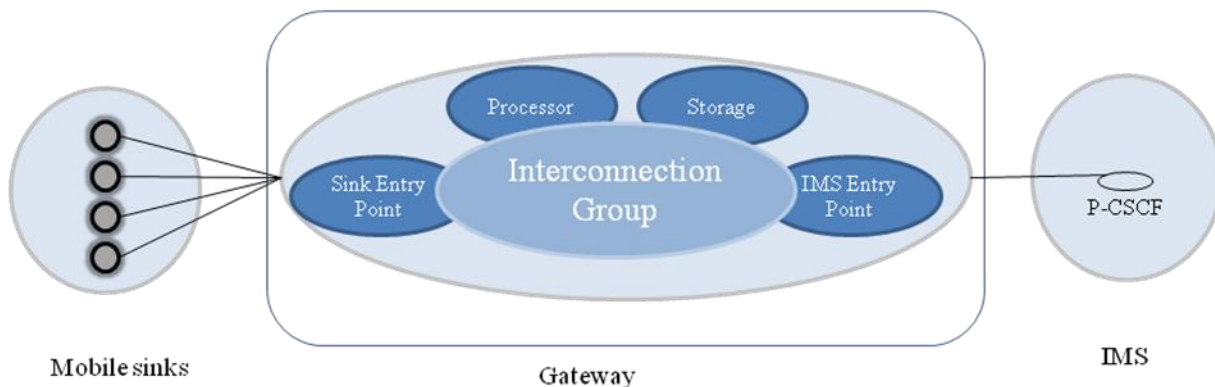 Processor
Storage
Sink Entry
Point
Interconnection
Group
IMS Entry
Point
P-CSCF
Mobile sinks
Gateway
IMS